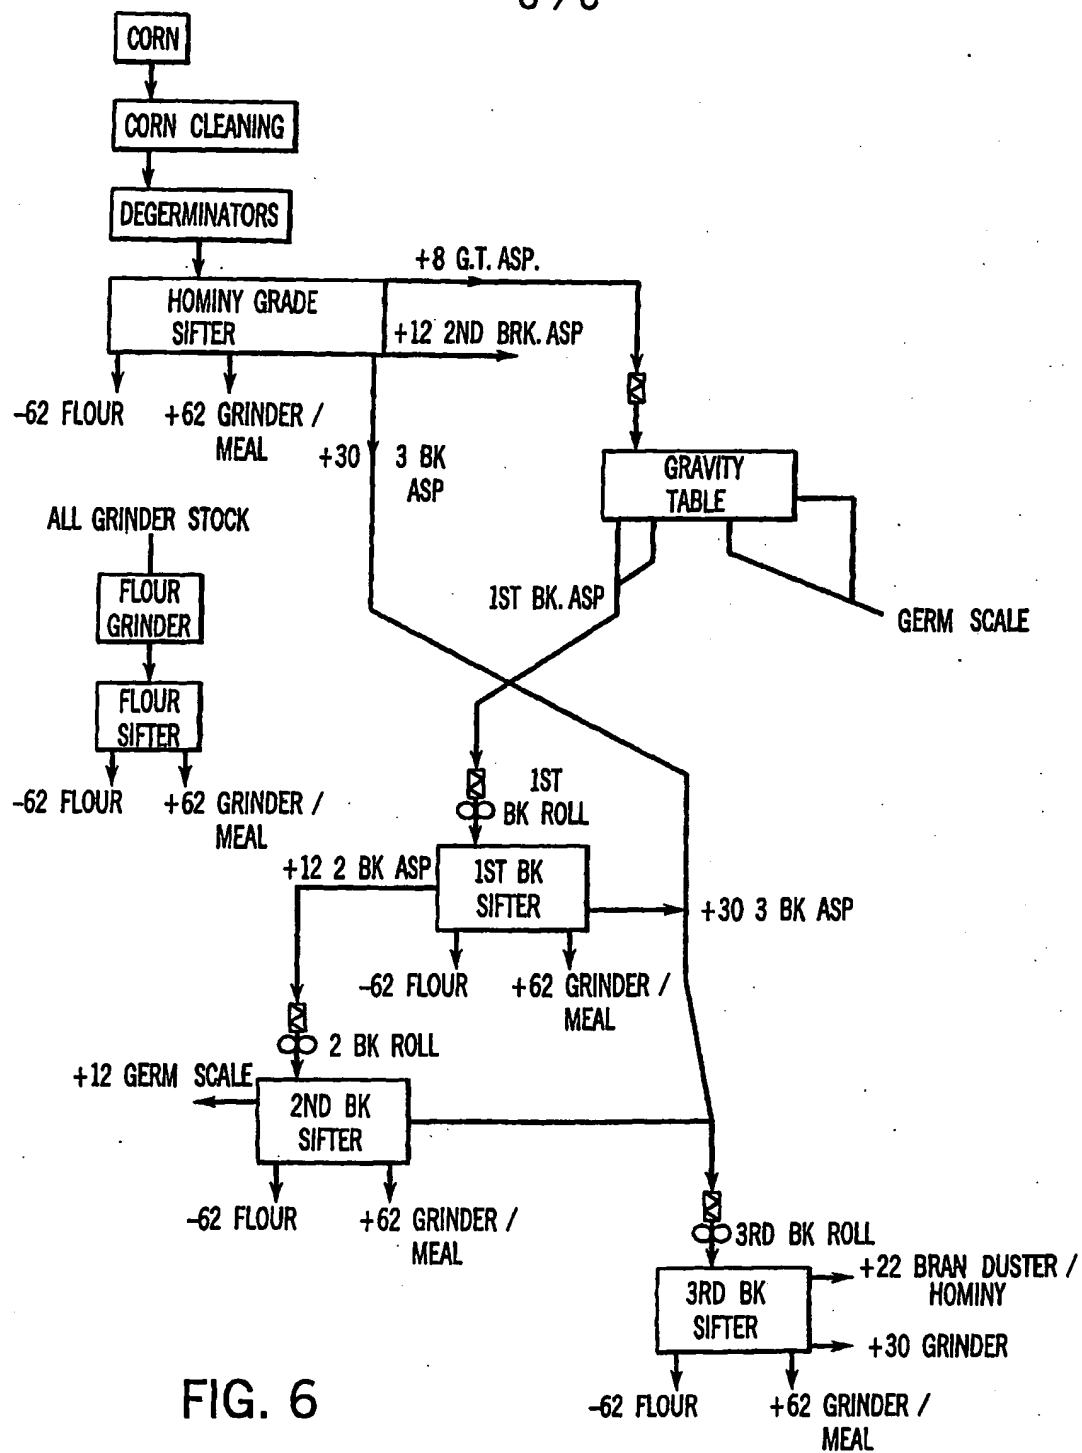 6/6
CORN
CORN CLEANING
DEGERMINATORS
+8 G.T. ASP.
HOMINY GRADE
SIFTER
+12 2ND BRK. ASP
-62 FLOUR
+62 GRINDER /
MEAL
+30
3 BK
ASP
GRAVITY
TABLE
ALL GRINDER STOCK
FLOUR
GRINDER
1ST BK. ASP
GERM SCALE
FLOUR
SIFTER
-62 FLOUR
+62 GRINDER /
MEAL
1ST
BK ROLL
+12 2 BK ASP
1ST BK
SIFTER
+30 3 BK ASP
-62 FLOUR
+62 GRINDER /
MEAL
2 BK ROLL
+12 GERM SCALE
2ND BK
SIFTER
-62 FLOUR
+62 GRINDER /
MEAL
3RD BK ROLL
3RD BK
SIFTER
+22 BRAN DUSTER /
HOMINY
+30 GRINDER
-62 FLOUR
+62 GRINDER /
MEAL
FIG. 6